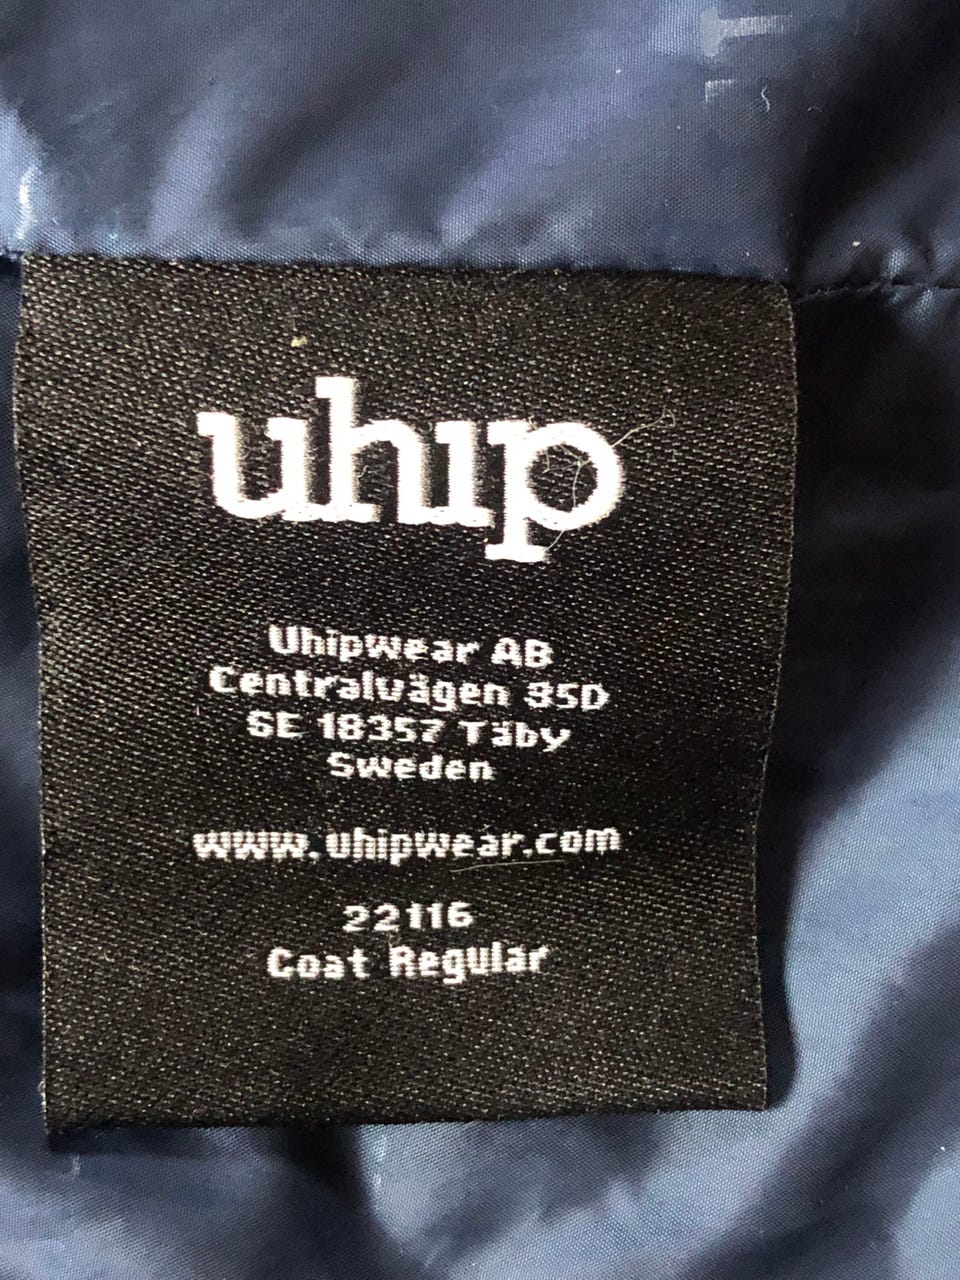 uhip
Uhipwear AB
Centralvägen 35D
SE 18357 Täby
Sweden
www.uhipwear.com
22116
Coat Regular